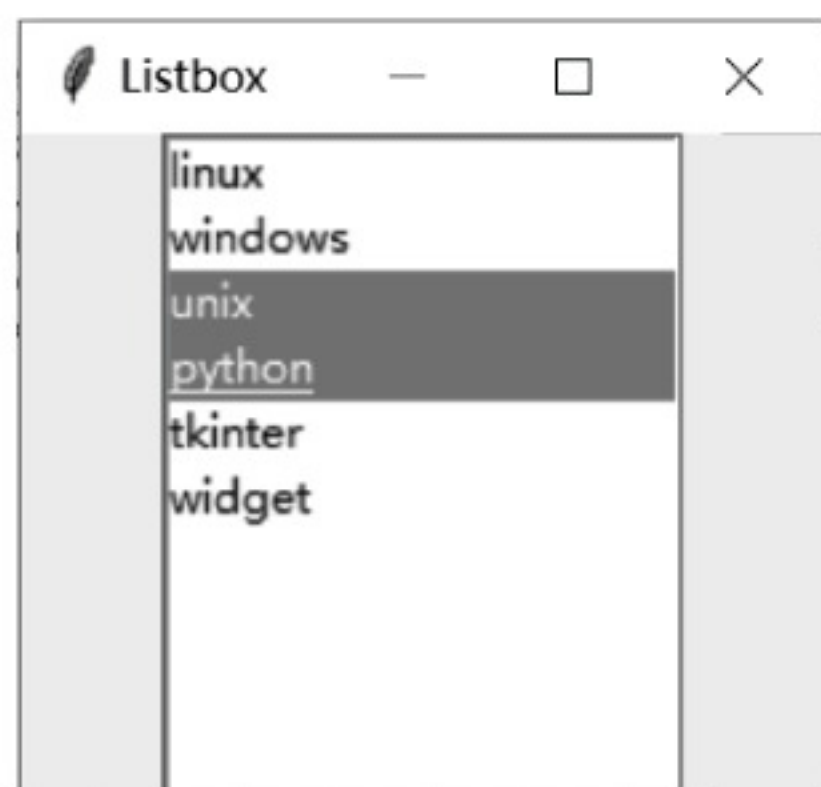 Listbox
linux
windows
unix
python
tkinter
widget